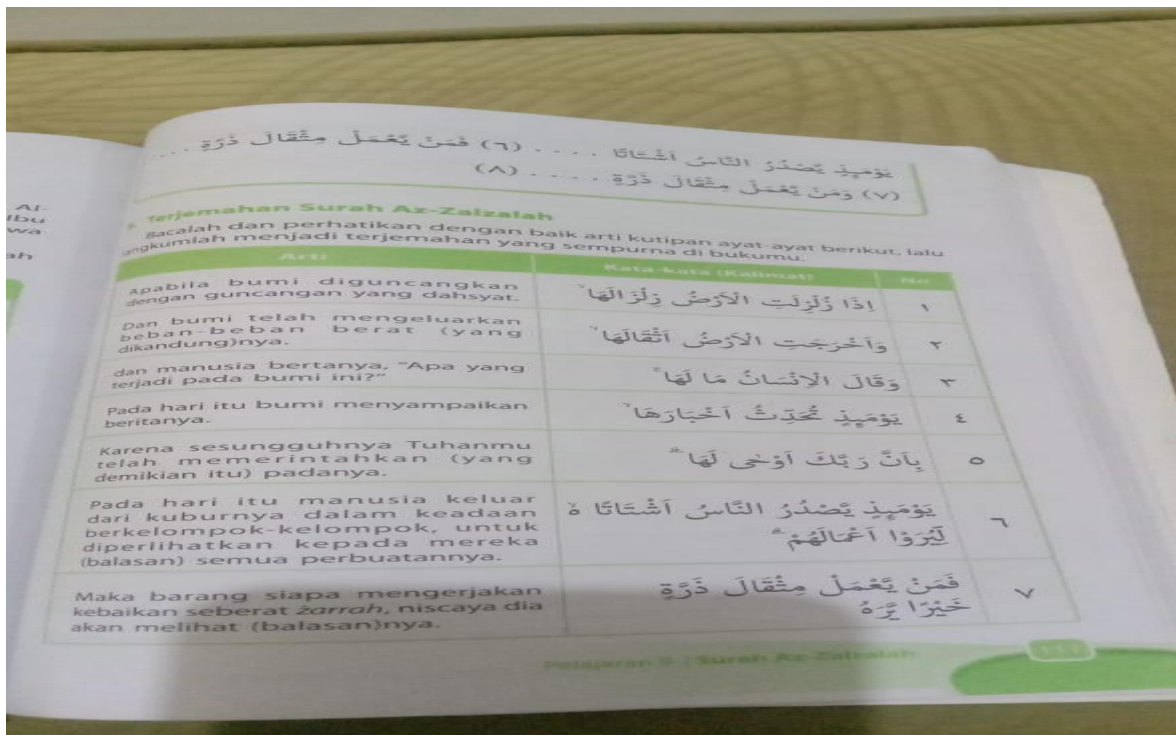 يَوْمَىِٕذٍ يَّصْدُرُ النَّاسُ اَشْتَاتًا . . . . (٦) فَمَنْ يَّعْمَلْ مِثْقَالَ ذَرَّةٍ . . . .
(٧) وَمَنْ يَّعْمَلْ مِثْقَالَ ذَرَّةٍ . . . . (٨)
Al-
Ibu
wa
ah
Terjemahan Surah Az-Zalzalah
Bacalah dan perhatikan dengan baik arti kutipan ayat-ayat berikut, lalu
rangkumlah menjadi terjemahan yang sempurna di bukumu.
Arti Kata-kata (Kalimat) No
Apabila bumi diguncangkan
dengan guncangan yang dahsyat.
اِذَا زُلْزِلَتِ الْاَرْضُ زِلْزَالَهَاۙ
١
Dan bumi telah mengeluarkan
beban-beban berat (yang
dikandung)nya.
وَاَخْرَجَتِ الْاَرْضُ اَثْقَالَهَاۙ
٢
dan manusia bertanya, "Apa yang
terjadi pada bumi ini?"
وَقَالَ الْاِنْسَانُ مَا لَهَاۚ
٣
Pada hari itu bumi menyampaikan
beritanya.
يَوْمَىِٕذٍ تُحَدِّثُ اَخْبَارَهَاۙ
٤
Karena sesungguhnya Tuhanmu
telah memerintahkan (yang
demikian itu) padanya.
بِاَنَّ رَبَّكَ اَوْحٰى لَهَاۗ
٥
Pada hari itu manusia keluar
dari kuburnya dalam keadaan
berkelompok-kelompok, untuk
diperlihatkan kepada mereka
(balasan) semua perbuatannya.
يَوْمَىِٕذٍ يَّصْدُرُ النَّاسُ اَشْتَاتًا ەۙ
لِّيُرَوْا اَعْمَالَهُمْۗ
٦
Maka barang siapa mengerjakan
kebaikan seberat żarrah, niscaya dia
akan melihat (balasan)nya.
فَمَنْ يَّعْمَلْ مِثْقَالَ ذَرَّةٍ
خَيْرًا يَّرَهٗ
٧
Surah Az-Zalzalah